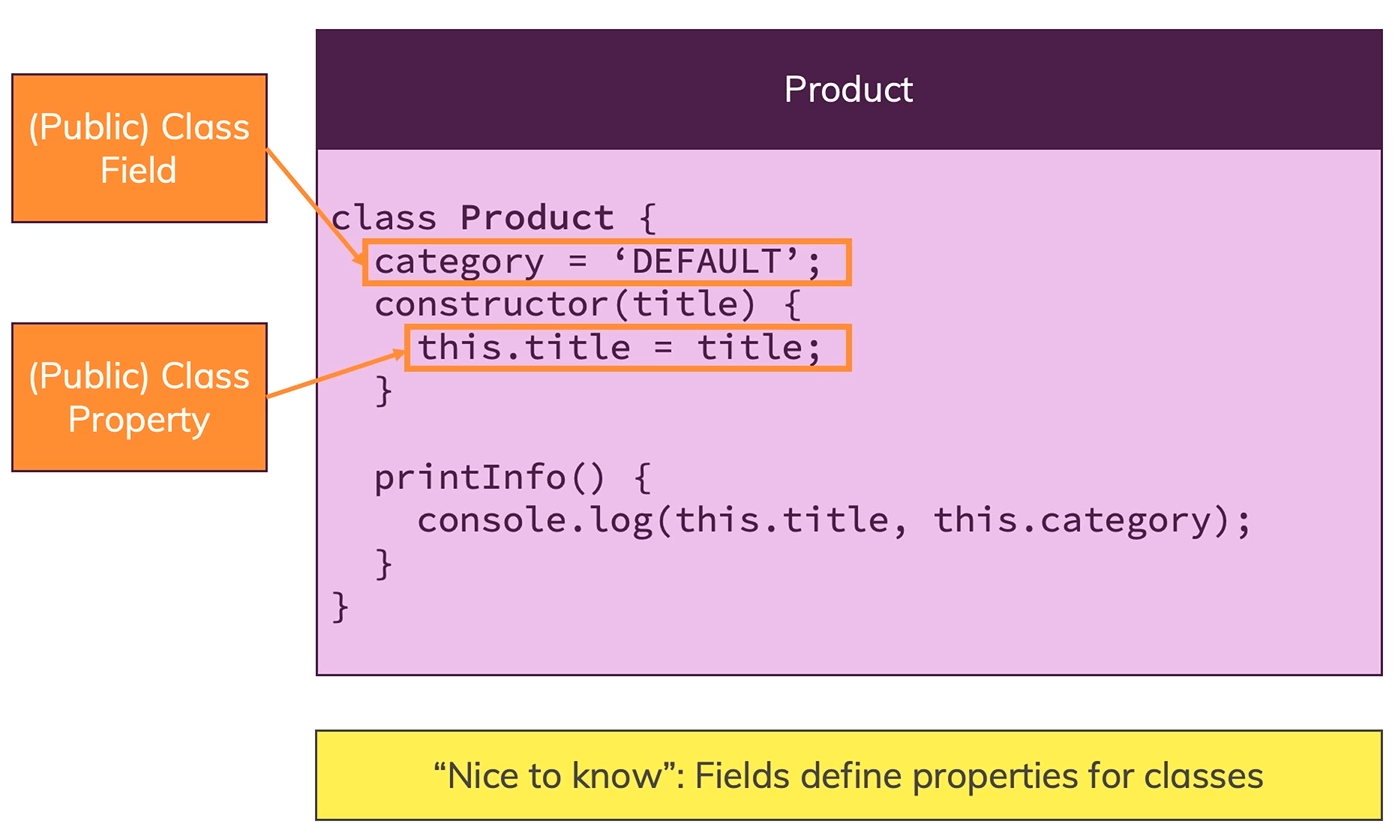 Product
(Public) Class
Field
class Product {
category = ‘DEFAULT’;
constructor(title) {
this.title = title;
}
(Public) Class
Property
printInfo() {
console.log(this.title, this.category);
}
}
“Nice to know”: Fields define properties for classes